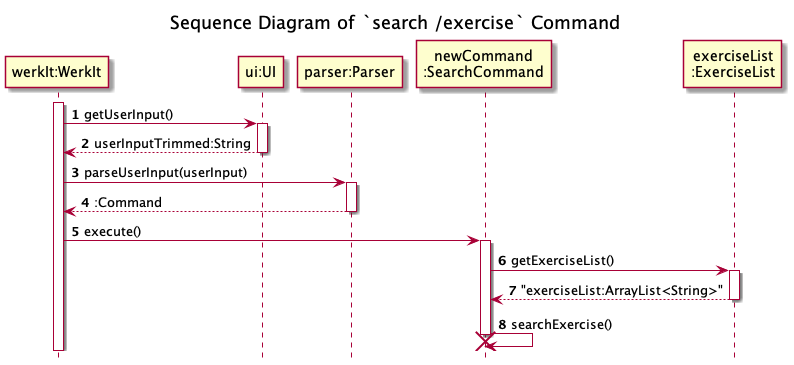 Sequence Diagram of `search /exercise` Command
werkIt:WerkIt
ui:UI
parser:Parser
newCommand
:SearchCommand
exerciseList
:ExerciseList
1 getUserInput()
2 userInputTrimmed:String
3 parseUserInput(userInput)
4 :Command
5 execute()
6 getExerciseList()
7 "exerciseList:ArrayList<String>"
8 searchExercise()